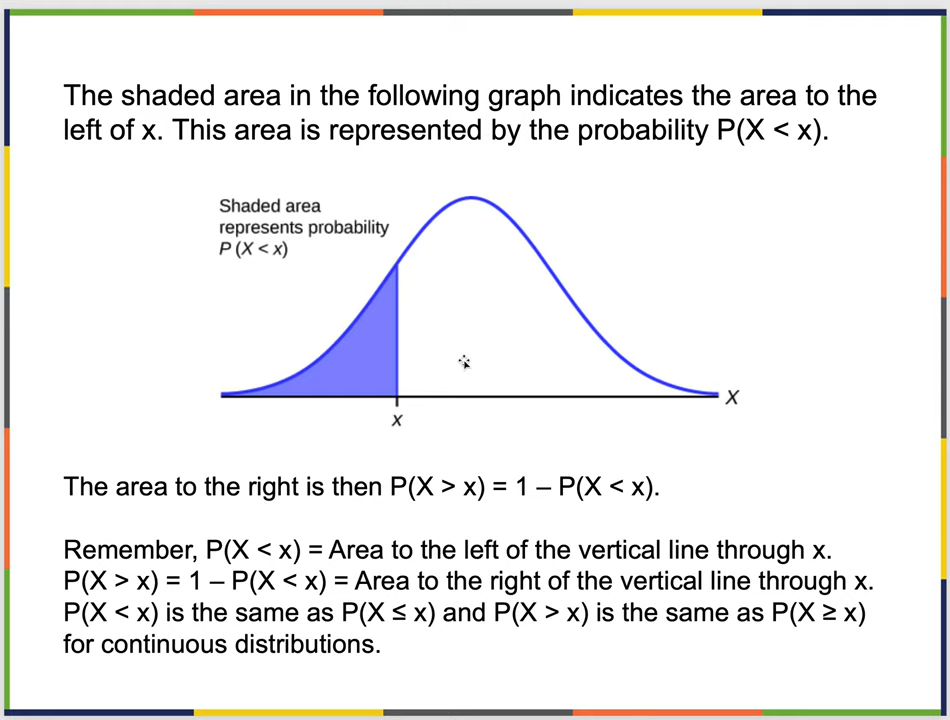 The shaded area in the following graph indicates the area to the
left of x. This area is represented by the probability P(X < x).
Shaded area
represents probability
P (X < x)
X
x
The area to the right is then P(X > x) = 1 – P(X < x).
Remember, P(X < x) = Area to the left of the vertical line through x.
P(X > x) = 1 – P(X < x) = Area to the right of the vertical line through x.
P(X < x) is the same as P(X ≤ x) and P(X > x) is the same as P(X ≥ x)
for continuous distributions.